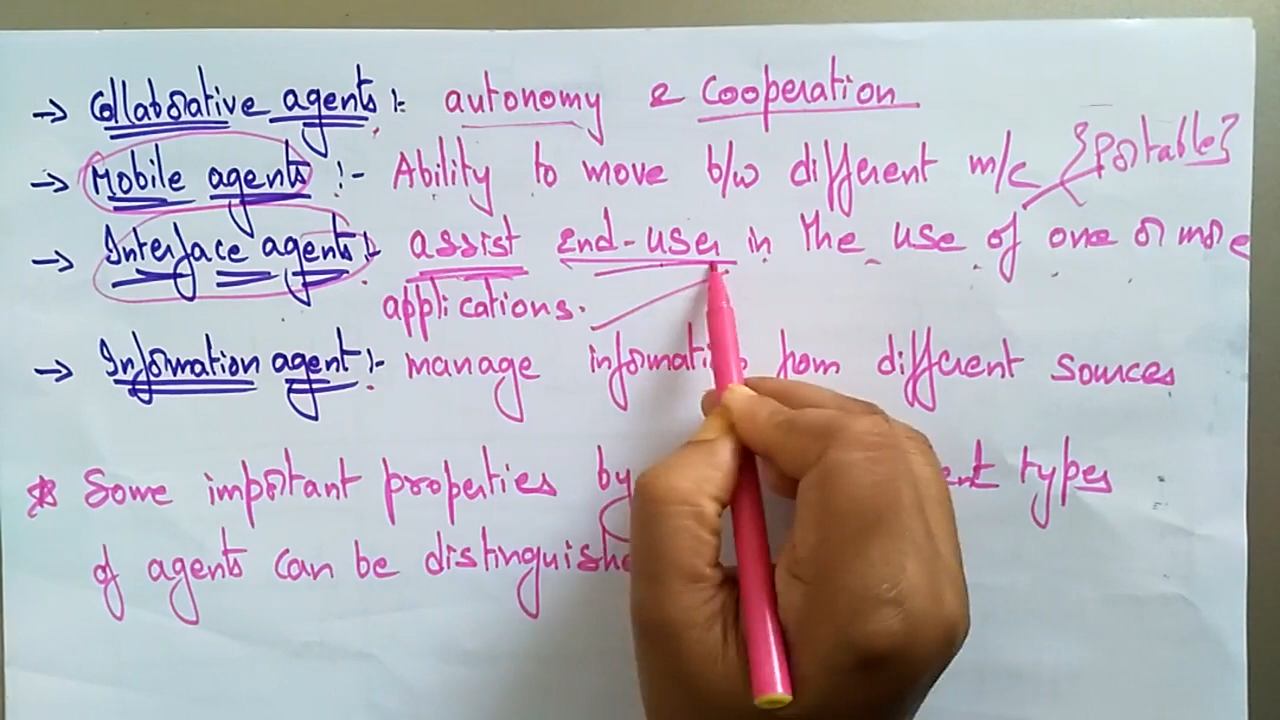 → Collaborative agents :- autonomy & cooperation
→ Mobile agents :- Ability to move b/w different m/c {portable}
→ Interface agents :- assist end-user in the use of one or more
applications.
→ Information agent :- manage from different sources
* Some important properties by types
of agents can be